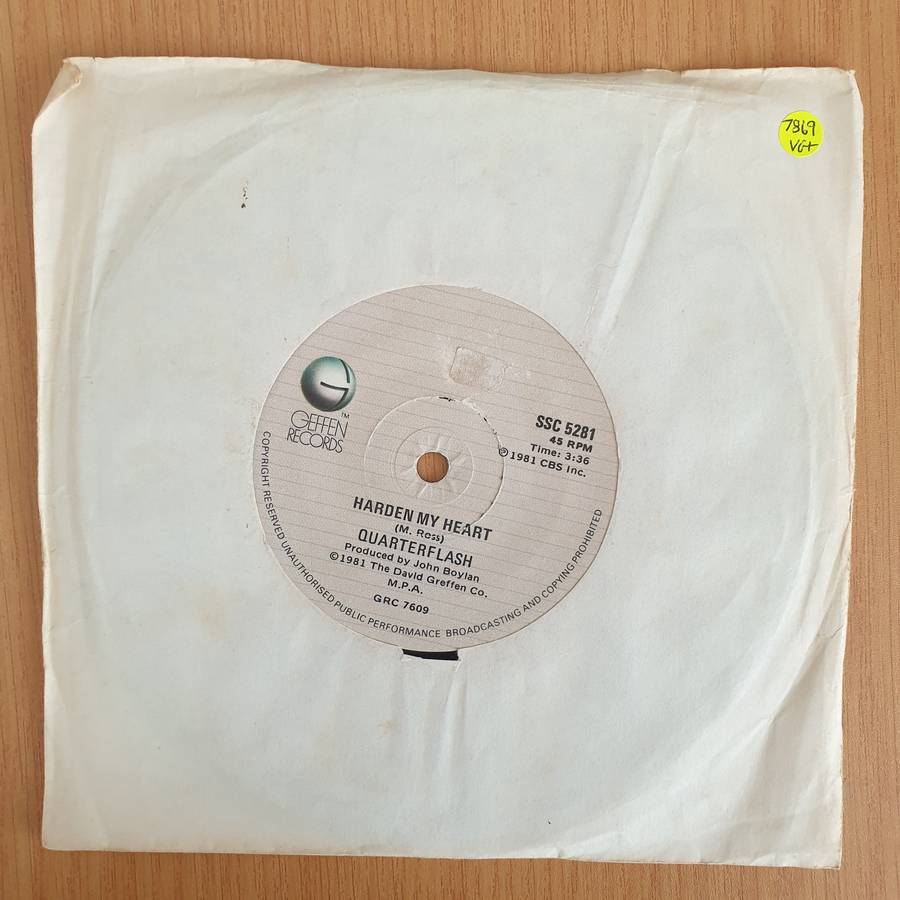 7869
VG+
GEFFEN
RECORDS
™
SSC 5281
45 RPM
Time: 3:36
℗1981 CBS Inc.
HARDEN MY HEART
(M. Ross)
QUARTERFLASH
Produced by John Boylan
©1981 The David Greffen Co.
M.P.A.
GRC 7609
COPYRIGHT RESERVED UNAUTHORISED PUBLIC PERFORMANCE BROADCASTING AND COPYING PROHIBITED